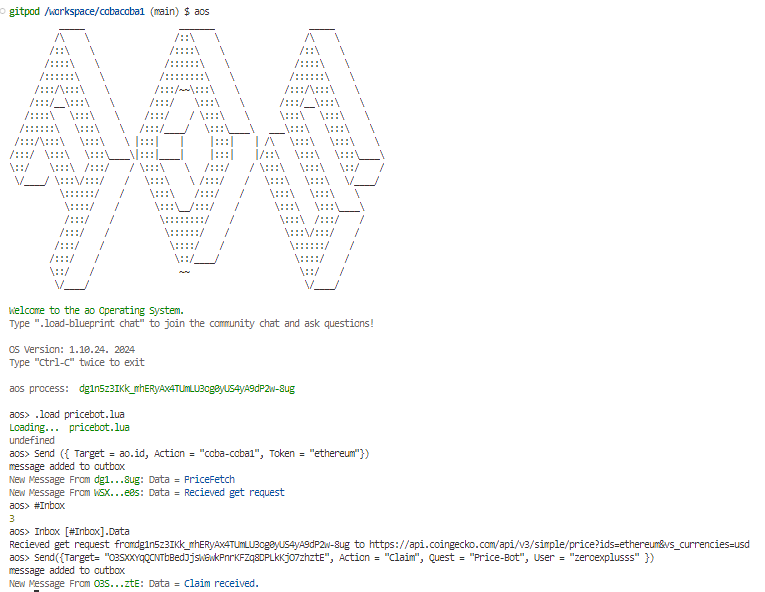 gitpod /workspace/cobacoba1 (main) $ aos
Welcome to the ao Operating System.
Type ".load-blueprint chat" to join the community chat and ask questions!
OS Version: 1.10.24. 2024
Type "Ctrl-C" twice to exit
aos process:  dg1n5z3IKk_mhERyAx4TUmLU3og0yUS4yA9dP2w-8ug
aos> .load pricebot.lua
Loading...  pricebot.lua
undefined
aos> Send ({ Target = ao.id, Action = "coba-coba1", Token = "ethereum"})
message added to outbox
New Message From dg1...8ug: Data = PriceFetch
New Message From WSX...e0s: Data = Recieved get request
aos> #Inbox
3
aos> Inbox [#Inbox].Data
Recieved get request fromdg1n5z3IKk_mhERyAx4TUmLU3og0yUS4yA9dP2w-8ug to https://api.coingecko.com/api/v3/simple/price?ids=ethereum&vs_currencies=usd
aos> Send({Target= "O3SXXYqQCNTbBedJjsW6wkPnrKFZq8DPLkKjO7zhztE", Action = "Claim", Quest = "Price-Bot", User = "zeroexplusss" })
message added to outbox
New Message From O3S...ztE: Data = Claim received.